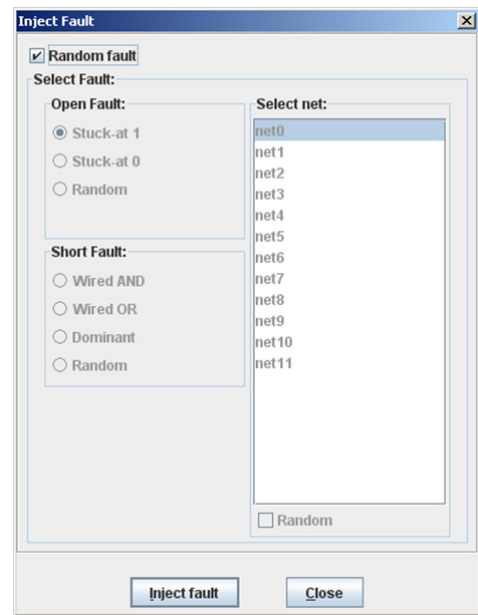 Inject Fault
Random fault
Select Fault:
Open Fault:
Stuck-at 1
Stuck-at 0
Random
Short Fault:
Wired AND
Wired OR
Dominant
Random
Select net:
net0
net1
net2
net3
net4
net5
net6
net7
net8
net9
net10
net11
Random
Inject fault
Close